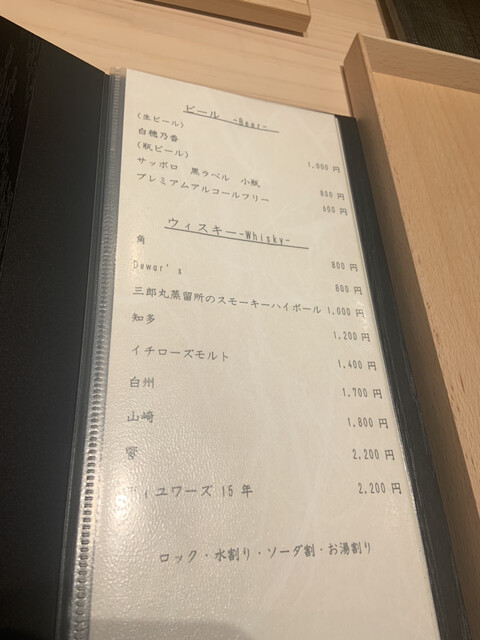 ビール -Beer-
(生ビール)
白穂乃香 1,000 円
(瓶ビール)
サッポロ 黒ラベル 小瓶 800 円
プレミアムアルコールフリー 600 円
ウィスキー-Whisky-
角 800 円
Dewar's 800 円
三郎丸蒸留所のスモーキーハイボール 1,000 円
知多 1,200 円
イチローズモルト 1,400 円
白州 1,700 円
山崎 1,800 円
響 2,200 円
ディュワーズ 15 年 2,200 円
ロック・水割り・ソーダ割・お湯割り